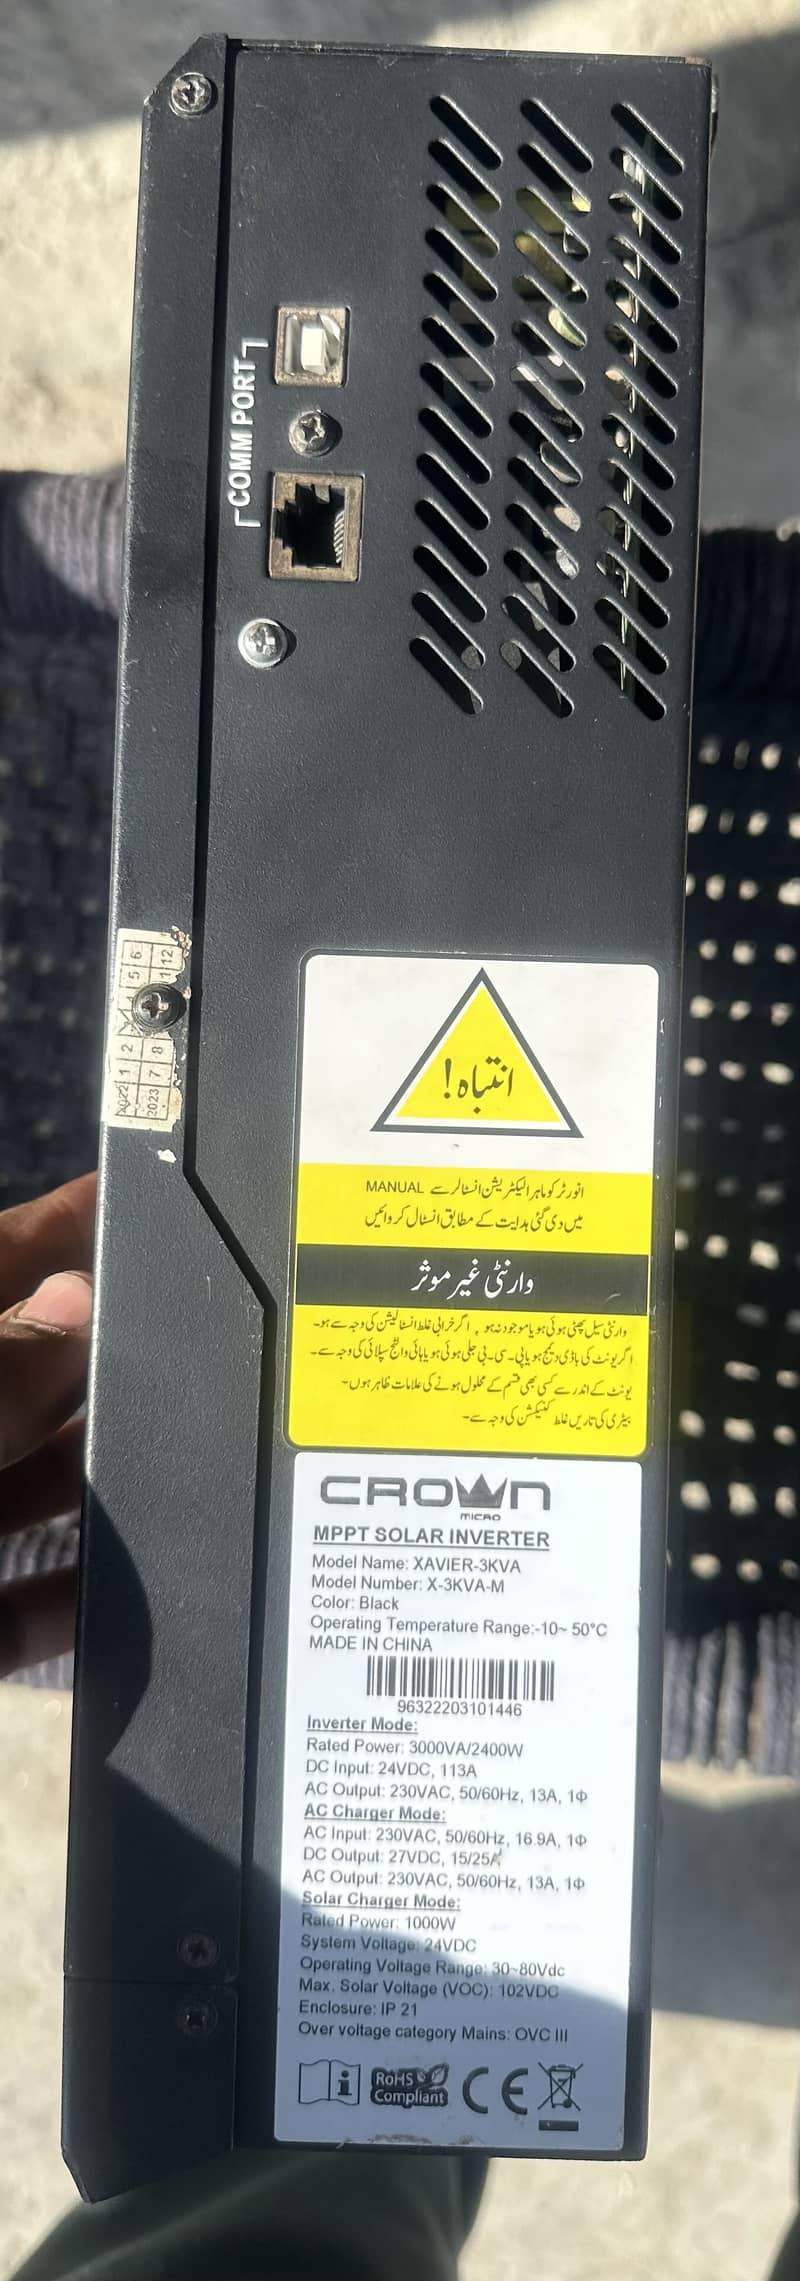 COMM PORT
2022 1 2 5 6
2023 7 8 11 12
انتباہ!
انورٹر کو ماہر الیکٹریشن انسٹالر سے MANUAL
میں دی گئی ہدایت کے مطابق انسٹال کروائیں
وارنٹی غیر موثر
وارنٹی سیل پھٹی ہوئی ہو یا موجود نہ ہو ، اگر خرابی غلط انسٹالیشن کی وجہ سے ہو۔
اگر یونٹ کی باڈی ڈیمج ہو یا پی۔سی۔بی جلی ہوئی ہو یا ہائی وولٹیج سپلائی کی وجہ سے۔
یونٹ کے اندر سے کسی بھی قسم کے محلول ہونے کی علامات ظاہر ہوں۔
بیٹری کی تاریں غلط کنیکشن کی وجہ سے۔
CROWN
MICRO
MPPT SOLAR INVERTER
Model Name: XAVIER-3KVA
Model Number: X-3KVA-M
Color: Black
Operating Temperature Range:-10~ 50°C
MADE IN CHINA
96322203101446
Inverter Mode:
Rated Power: 3000VA/2400W
DC Input: 24VDC, 113A
AC Output: 230VAC, 50/60Hz, 13A, 1Φ
AC Charger Mode:
AC Input: 230VAC, 50/60Hz, 16.9A, 1Φ
DC Output: 27VDC, 15/25A
AC Output: 230VAC, 50/60Hz, 13A, 1Φ
Solar Charger Mode:
Rated Power: 1000W
System Voltage: 24VDC
Operating Voltage Range: 30~80Vdc
Max. Solar Voltage (VOC): 102VDC
Enclosure: IP 21
Over voltage category Mains: OVC III
RoHS
Compliant
CE